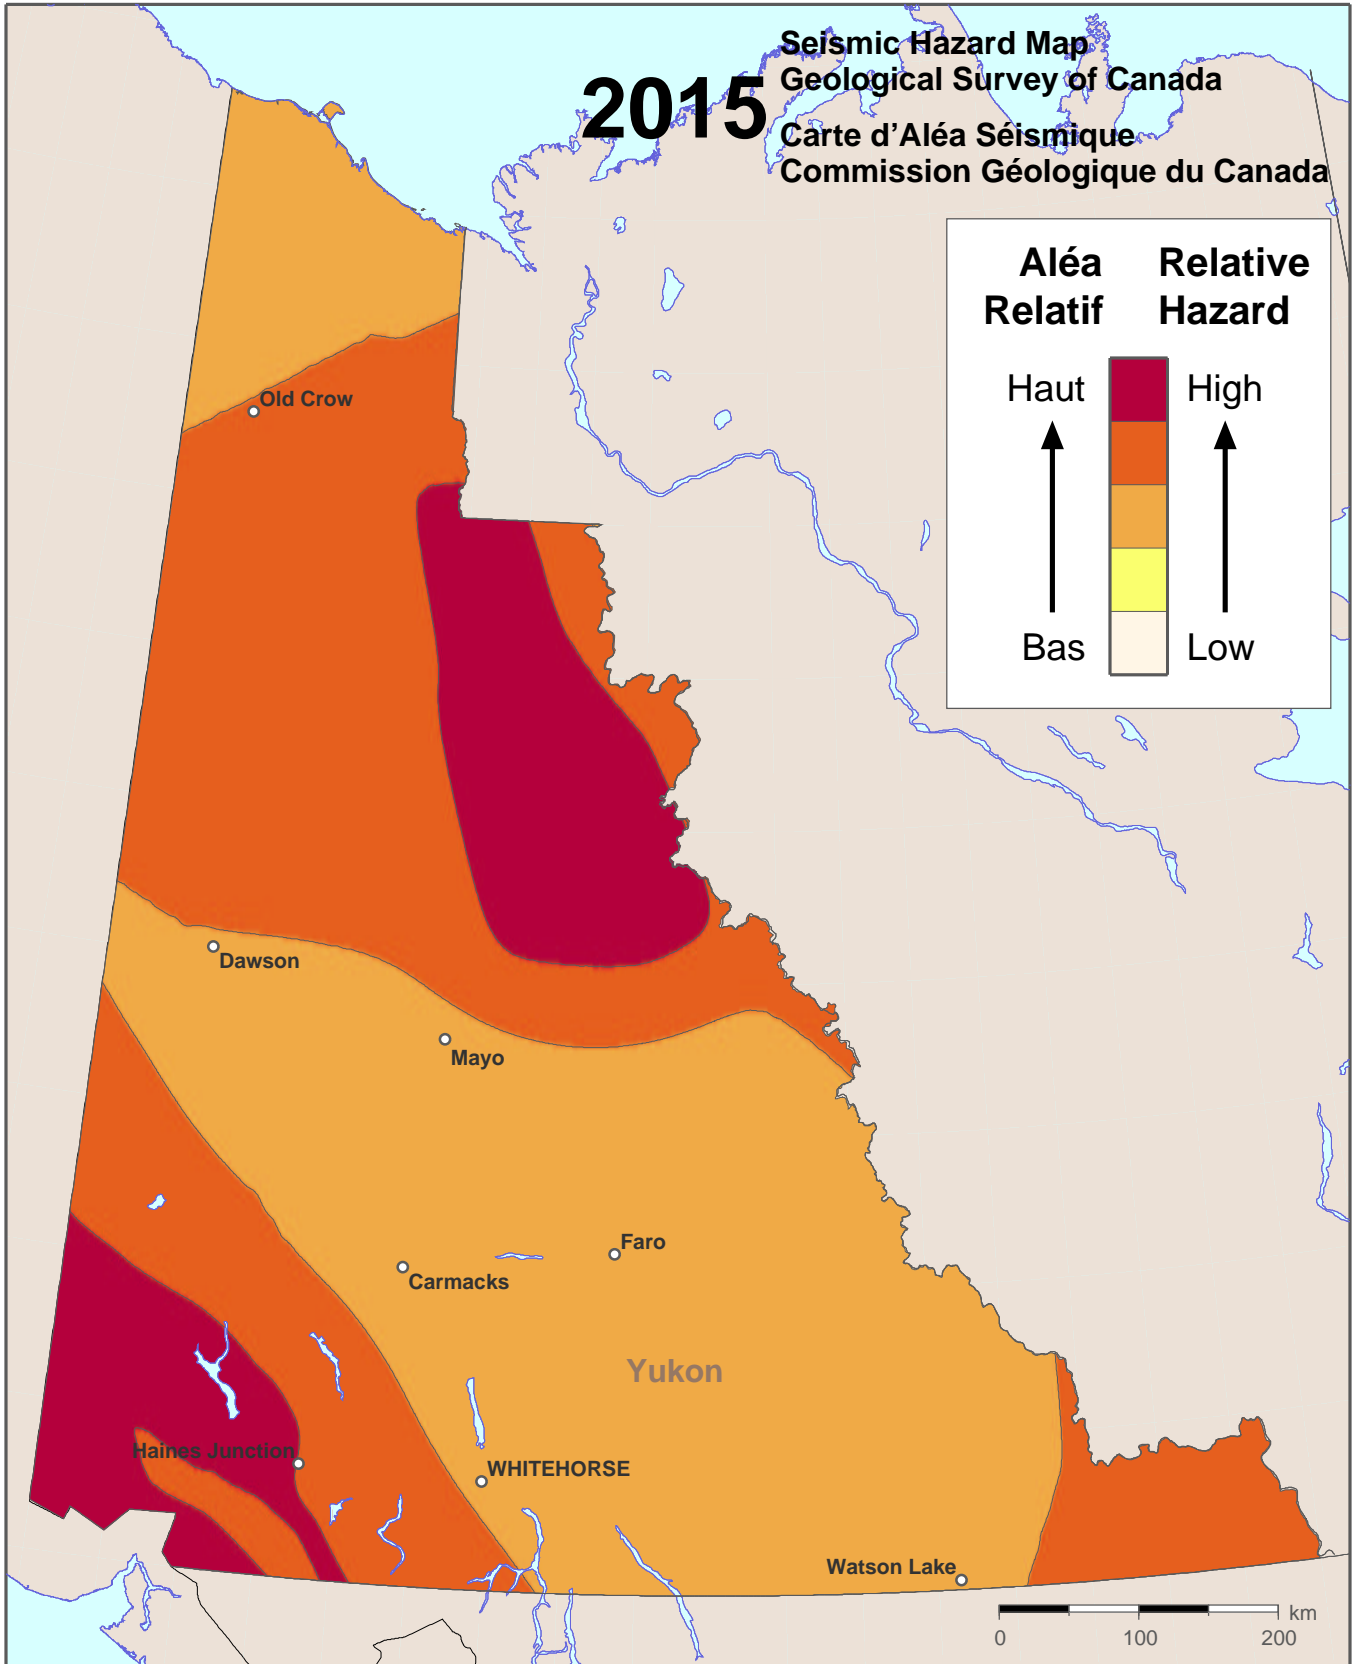 2015
Seismic Hazard Map
Geological Survey of Canada
Carte d'Aléa Séismique
Commission Géologique du Canada
Aléa
Relatif
Relative
Hazard
Haut
High
Bas
Low
Old Crow
Dawson
Mayo
Faro
Carmacks
Yukon
Haines Junction
WHITEHORSE
Watson Lake
km
0
100
200